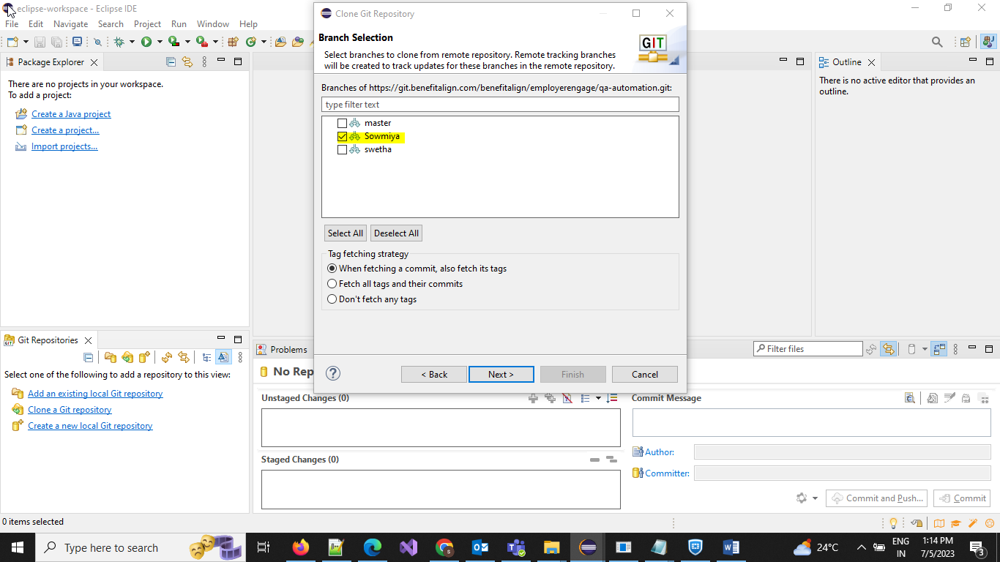 eclipse-workspace - Eclipse IDE
File Edit Navigate Search Project Run Window Help
Package Explorer
There are no projects in your workspace.
To add a project:
Create a Java project
Create a project...
Import projects...
Git Repositories
Select one of the following to add a repository to this view:
Add an existing local Git repository
Clone a Git repository
Create a new local Git repository
0 items selected
Clone Git Repository
Branch Selection
Select branches to clone from remote repository. Remote tracking branches
will be created to track updates for these branches in the remote repository.
GIT
Branches of https://git.benefitalign.com/benefitalign/employerengage/qa-automation.git:
type filter text
master
Sowmiya
swetha
Select All Deselect All
Tag fetching strategy
When fetching a commit, also fetch its tags
Fetch all tags and their commits
Don't fetch any tags
< Back Next > Finish Cancel
Outline
There is no active editor that provides an
outline.
Problems
Filter files
No Rep
Unstaged Changes (0)
Staged Changes (0)
Commit Message
Author:
Committer:
Commit and Push... Commit
Type here to search
24°C
ENG
IN
1:14 PM
7/5/2023
3